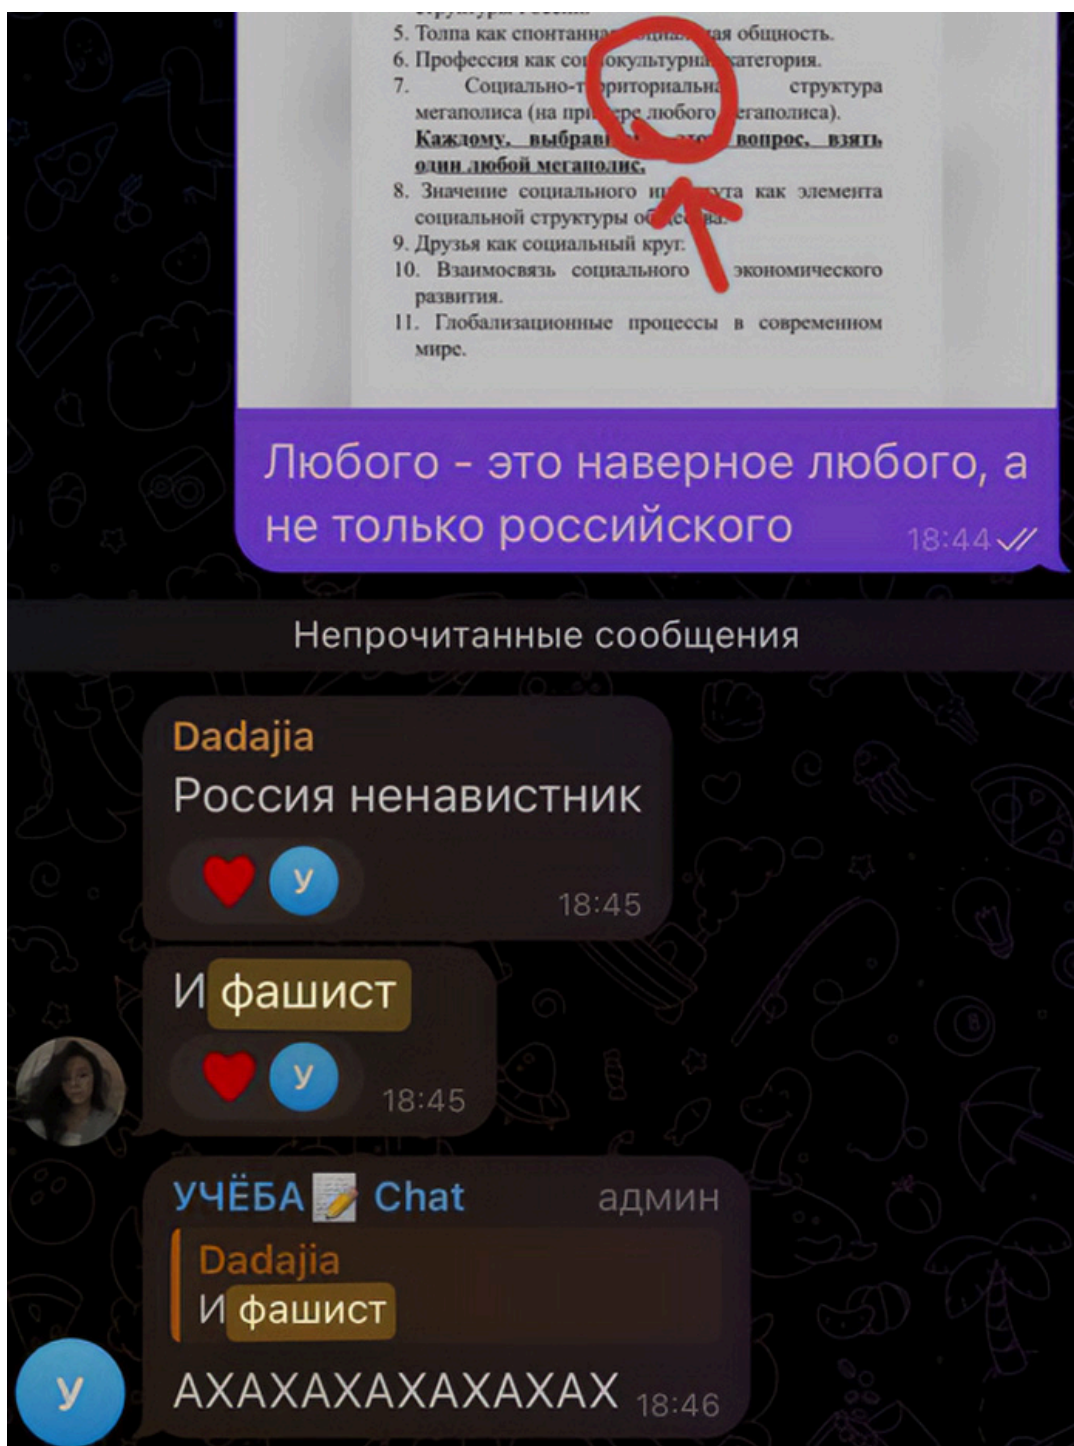 5. Толпа как спонтанная социальная общность.
6. Профессия как социокультурная категория.
7. Социально-территориальная структура
мегаполиса (на примере любого мегаполиса).
Каждому, выбравшему этот вопрос, взять
один любой мегаполис.
8. Значение социального института как элемента
социальной структуры общества.
9. Друзья как социальный круг.
10. Взаимосвязь социального экономического
развития.
11. Глобализационные процессы в современном
мире.
Любого - это наверное любого, а
не только российского
18:44
Непрочитанные сообщения
Dadajia
Россия ненавистник
У
18:45
И фашист
У
18:45
УЧЁБА Chat админ
Dadajia
И фашист
У
АХАХАХАХАХАХАХ 18:46